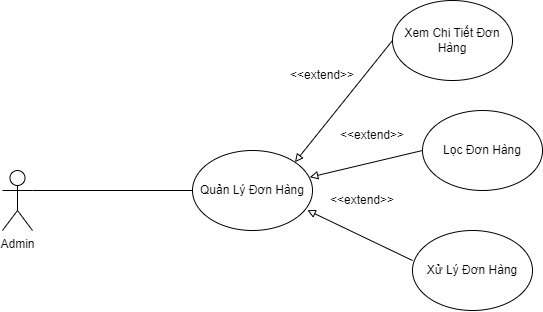 Xem Chi Tiết Đơn
Hàng
<<extend>>
<<extend>>
Lọc Đơn Hàng
Quản Lý Đơn Hàng
<<extend>>
Admin
Xử Lý Đơn Hàng